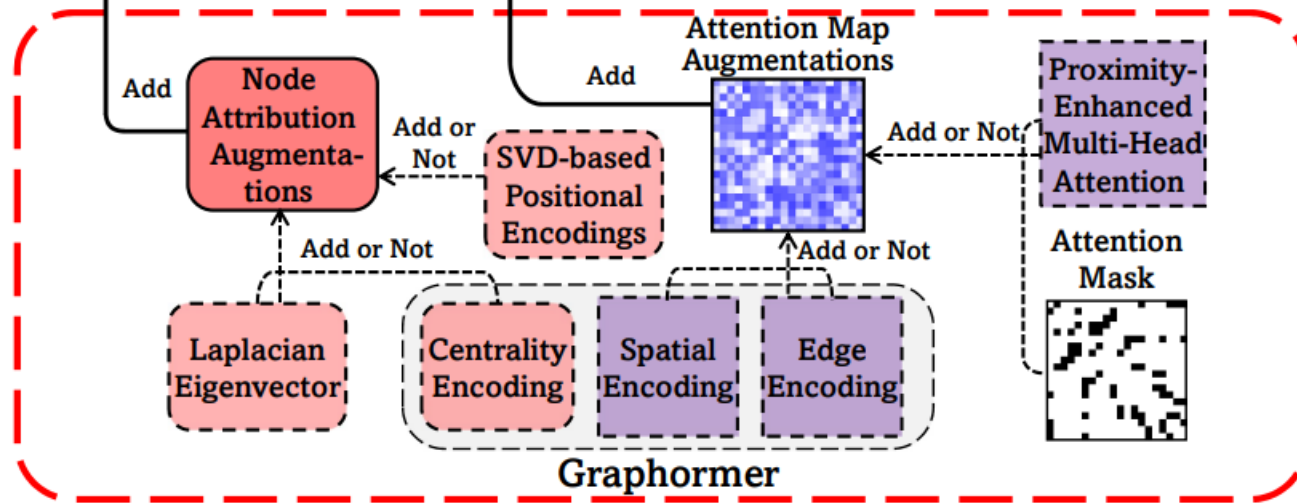 Add
Node
Attribution
Augmenta-
tions
Add or
Not
SVD-based
Positional
Encodings
Add or Not
Laplacian
Eigenvector
Centrality
Encoding
Spatial
Encoding
Edge
Encoding
Graphormer
Add
Attention Map
Augmentations
Add or Not
Add or Not
Proximity-
Enhanced
Multi-Head
Attention
Attention
Mask